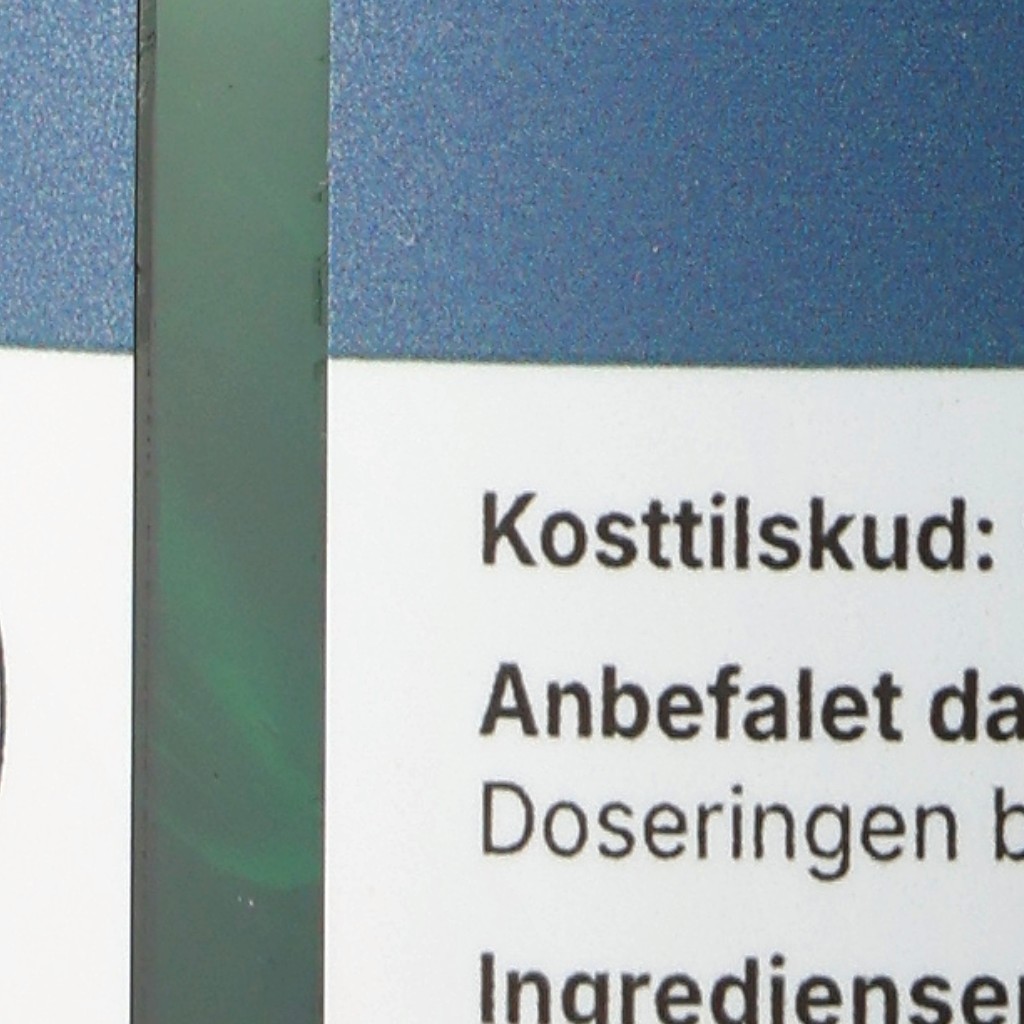 Kosttilskud:
Anbefalet da
Doseringen b
Ingredienser